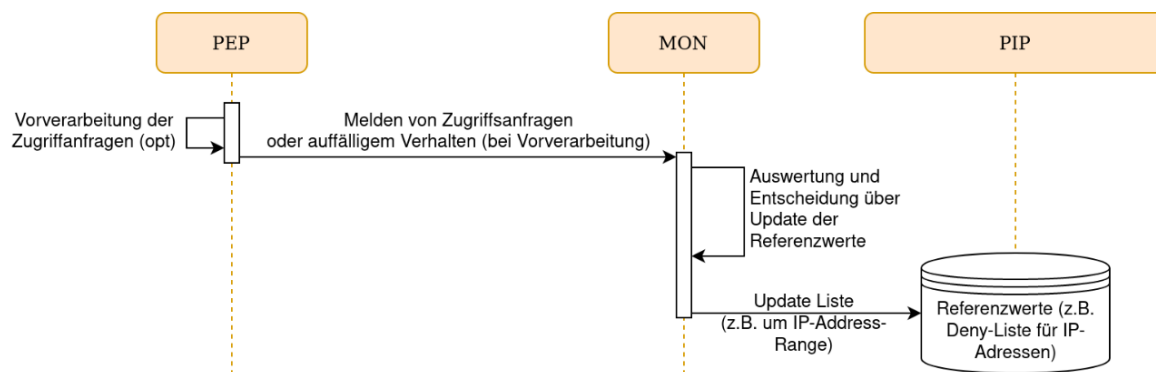 PEP
MON
PIP
Vorverarbeitung der
Zugriffanfragen (opt)
Melden von Zugriffsanfragen
oder auffälligem Verhalten (bei Vorverarbeitung)
Auswertung und
Entscheidung über
Update der
Referenzwerte
Update Liste
(z.B. um IP-Address-
Range)
Referenzwerte (z.B.
Deny-Liste für IP-
Adressen)